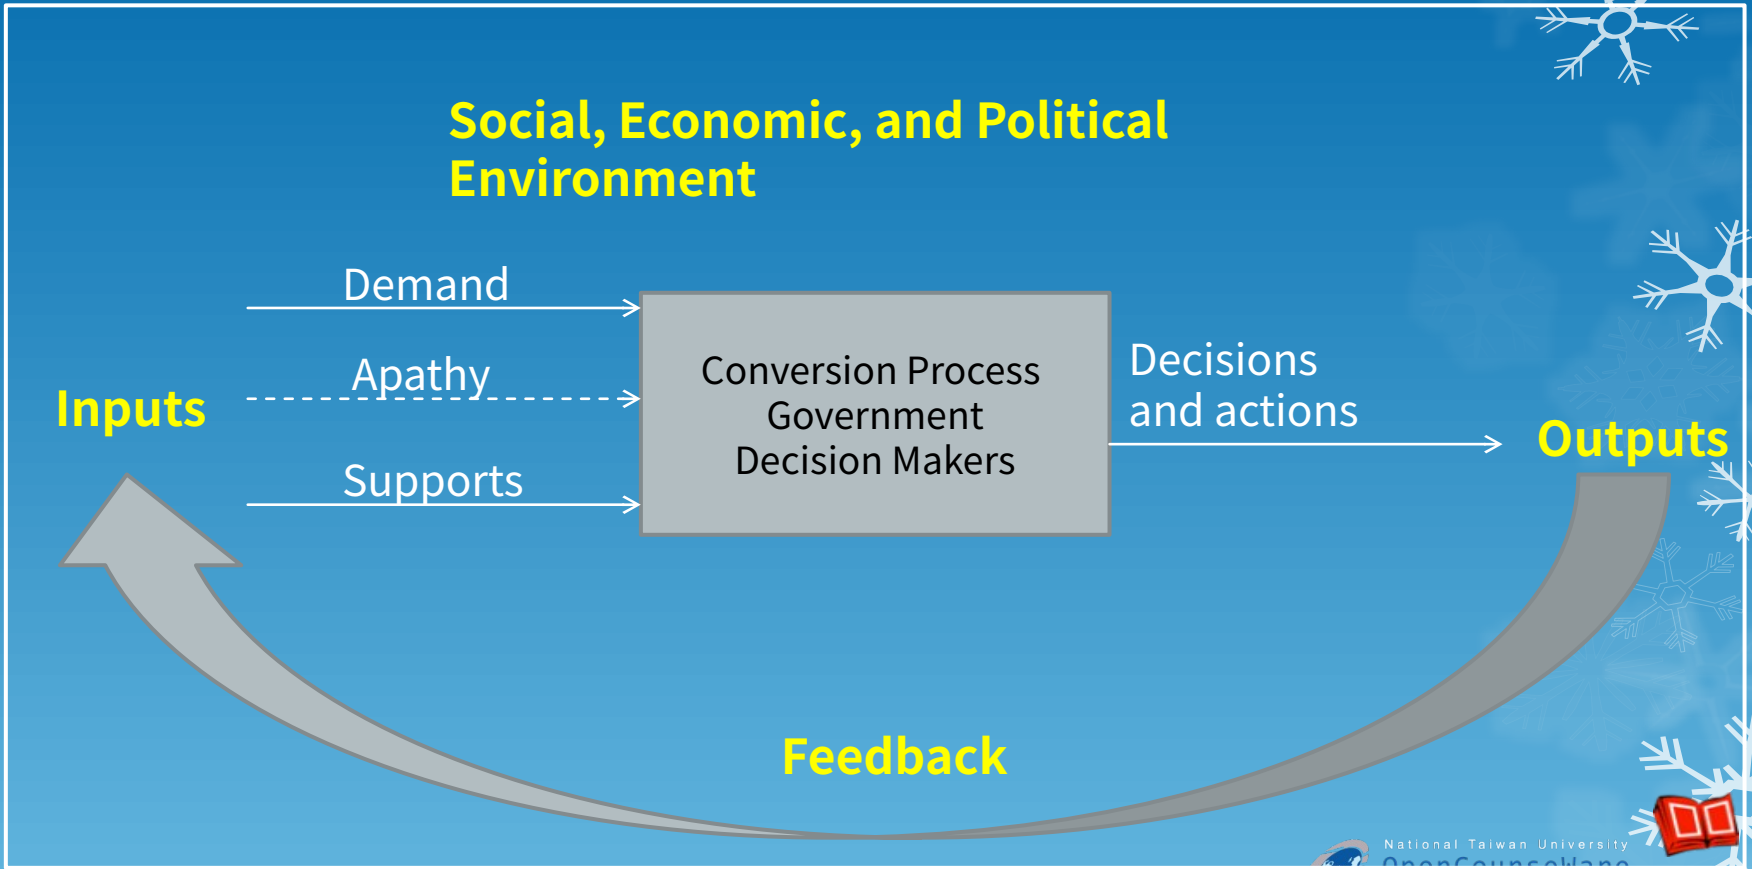 Social, Economic, and Political
Environment
Demand
Apathy
Supports
Inputs
Conversion Process
Government
Decision Makers
Decisions
and actions
Outputs
Feedback
National Taiwan University
OpenCourseWare